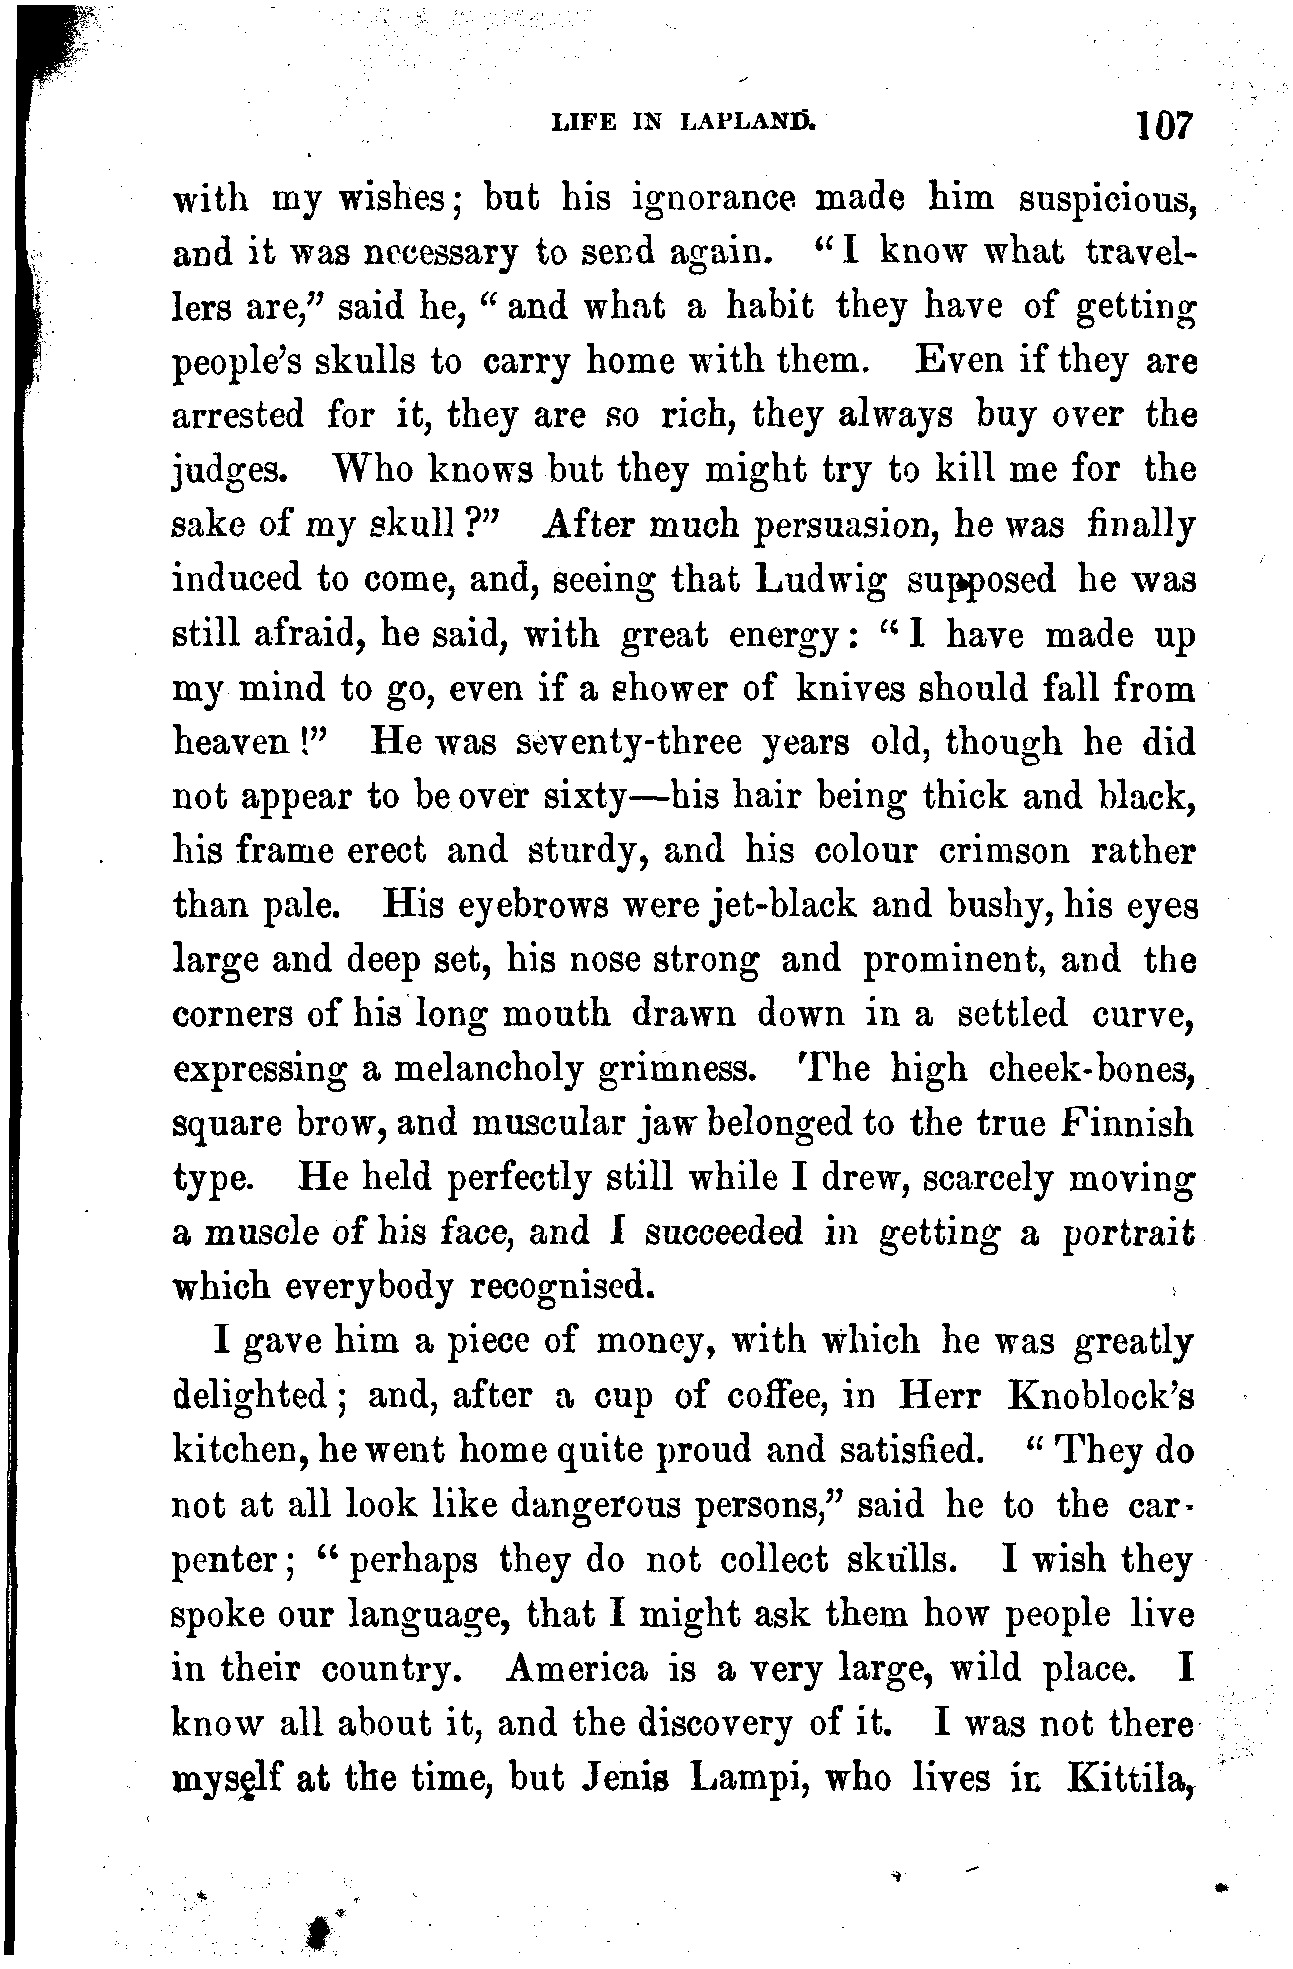 LIFE IN LAPLAND. 107
with my wishes; but his ignorance made him suspicious,
and it was necessary to send again. "I know what travel-
lers are," said he, "and what a habit they have of getting
people's skulls to carry home with them. Even if they are
arrested for it, they are so rich, they always buy over the
judges. Who knows but they might try to kill me for the
sake of my skull?" After much persuasion, he was finally
induced to come, and, seeing that Ludwig supposed he was
still afraid, he said, with great energy: "I have made up
my mind to go, even if a shower of knives should fall from
heaven!" He was seventy-three years old, though he did
not appear to be over sixty—his hair being thick and black,
his frame erect and sturdy, and his colour crimson rather
than pale. His eyebrows were jet-black and bushy, his eyes
large and deep set, his nose strong and prominent, and the
corners of his long mouth drawn down in a settled curve,
expressing a melancholy grimness. The high cheek-bones,
square brow, and muscular jaw belonged to the true Finnish
type. He held perfectly still while I drew, scarcely moving
a muscle of his face, and I succeeded in getting a portrait
which everybody recognised.
I gave him a piece of money, with which he was greatly
delighted; and, after a cup of coffee, in Herr Knoblock's
kitchen, he went home quite proud and satisfied. "They do
not at all look like dangerous persons," said he to the car-
penter; "perhaps they do not collect skulls. I wish they
spoke our language, that I might ask them how people live
in their country. America is a very large, wild place. I
know all about it, and the discovery of it. I was not there
myself at the time, but Jenis Lampi, who lives in Kittila,